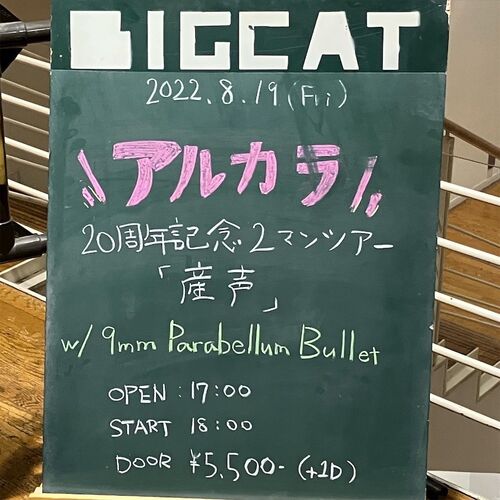 BIGCAT
2022.8.19(Fri)
\\アルカラ//
20周年記念2マンツアー
「産声」
w/ 9mm Parabellum Bullet
OPEN : 17:00
START 18:00
DOOR ¥5,500- (+1D)